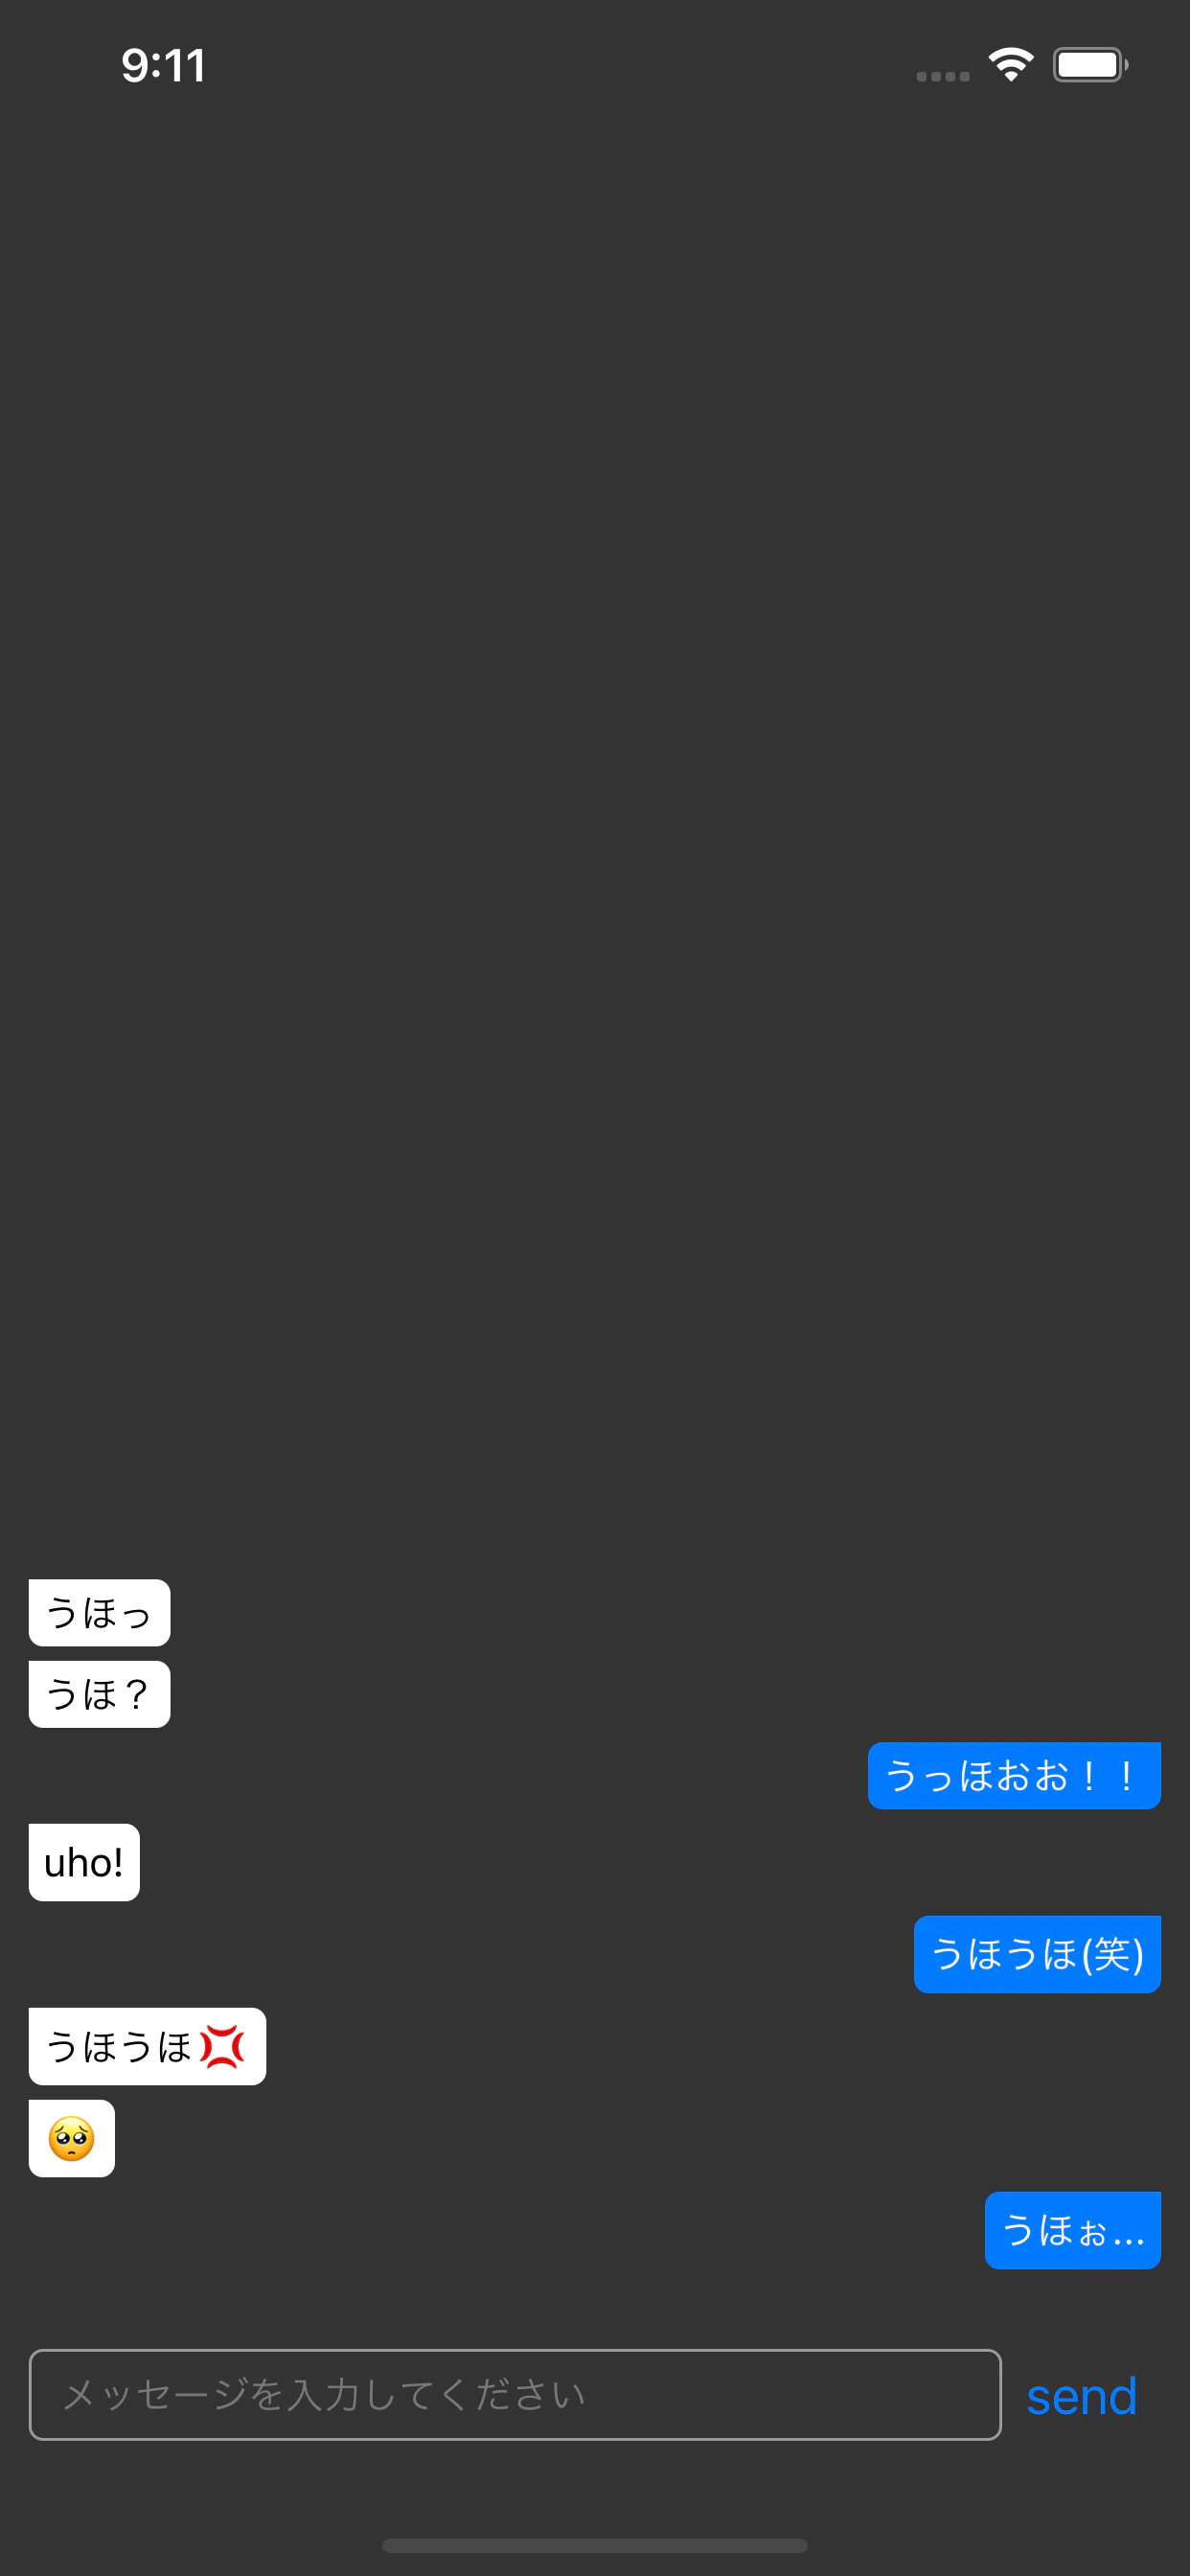 9:11
うほっ
うほ？
うっほおお！！
uho!
うほうほ(笑)
うほうほ💢
🥺
うほぉ...
メッセージを入力してください
send